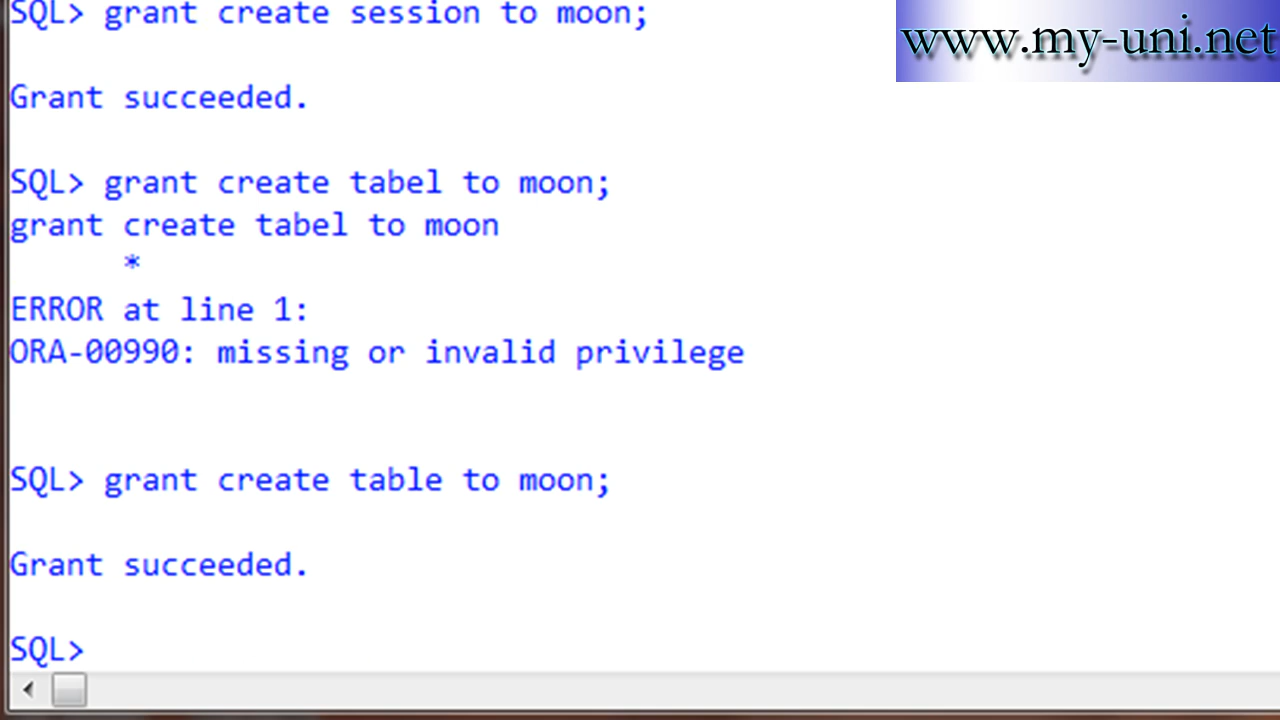 SQL> grant create session to moon;
www.my-uni.net
Grant succeeded.
SQL> grant create tabel to moon;
grant create tabel to moon
*
ERROR at line 1:
ORA-00990: missing or invalid privilege
SQL> grant create table to moon;
Grant succeeded.
SQL>